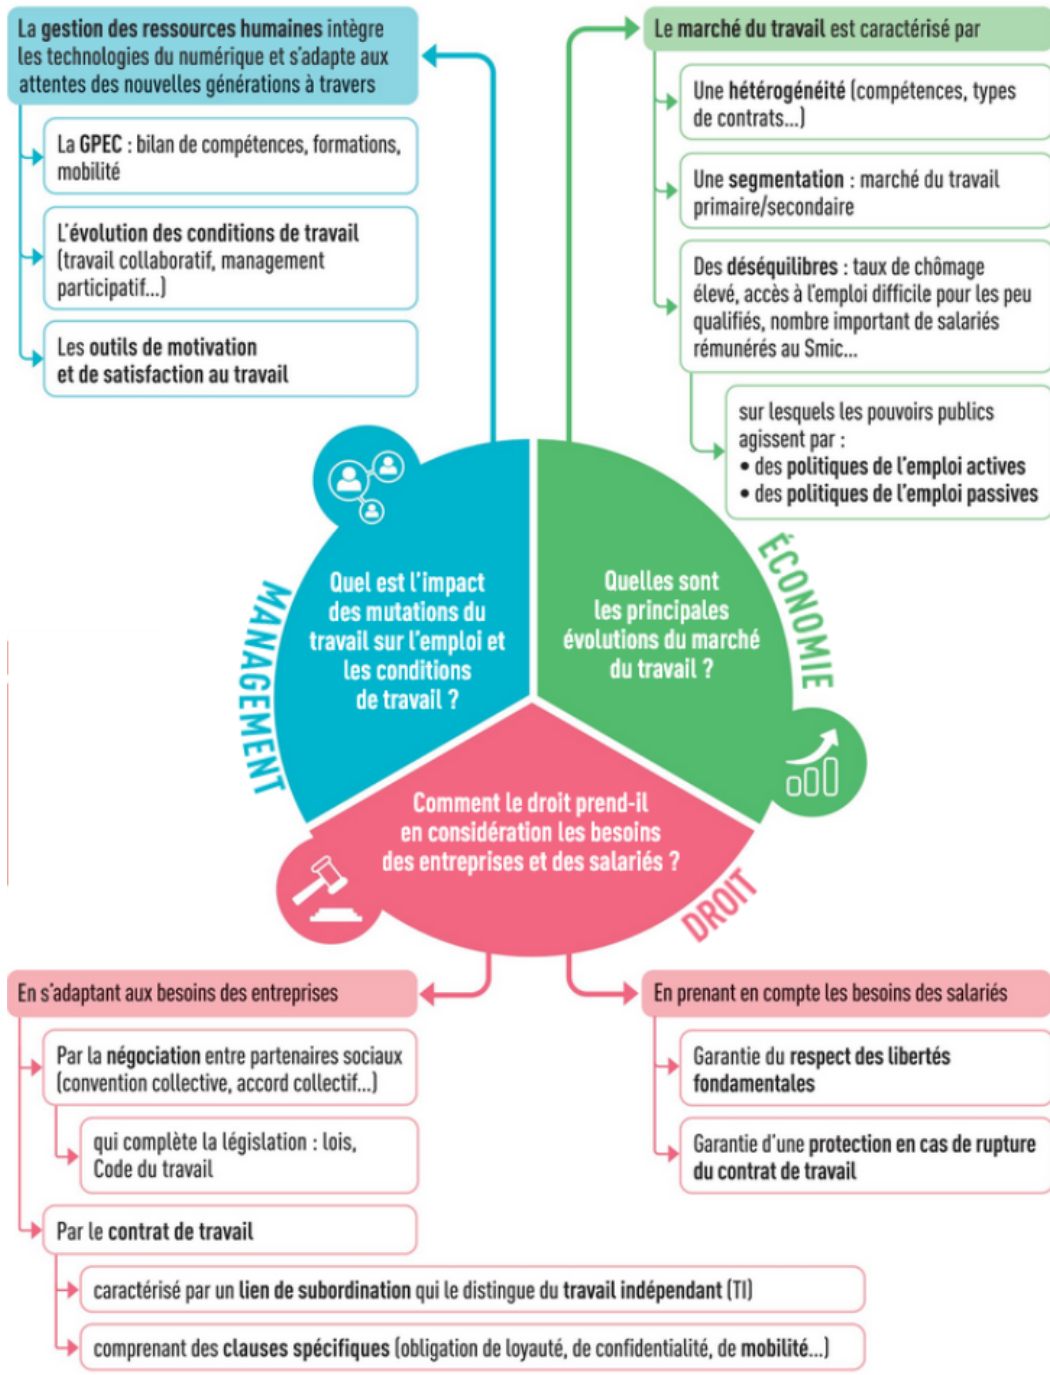 La gestion des ressources humaines intègre
les technologies du numérique et s'adapte aux
attentes des nouvelles générations à travers
La GPEC : bilan de compétences, formations,
mobilité
L'évolution des conditions de travail
(travail collaboratif, management
participatif...)
Les outils de motivation
et de satisfaction au travail
Le marché du travail est caractérisé par
Une hétérogénéité (compétences, types
de contrats...)
Une segmentation : marché du travail
primaire/secondaire
Des déséquilibres : taux de chômage
élevé, accès à l'emploi difficile pour les peu
qualifiés, nombre important de salariés
rémunérés au Smic...
sur lesquels les pouvoirs publics
agissent par :
• des politiques de l'emploi actives
• des politiques de l'emploi passives
MANAGEMENT
Quel est l'impact
des mutations du
travail sur l'emploi et
les conditions
de travail ?
ÉCONOMIE
Quelles sont
les principales
évolutions du marché
du travail ?
Comment le droit prend-il
en considération les besoins
des entreprises et des salariés ?
DROIT
En s'adaptant aux besoins des entreprises
Par la négociation entre partenaires sociaux
(convention collective, accord collectif...)
qui complète la législation : lois,
Code du travail
Par le contrat de travail
caractérisé par un lien de subordination qui le distingue du travail indépendant (TI)
comprenant des clauses spécifiques (obligation de loyauté, de confidentialité, de mobilité...)
En prenant en compte les besoins des salariés
Garantie du respect des libertés
fondamentales
Garantie d'une protection en cas de rupture
du contrat de travail